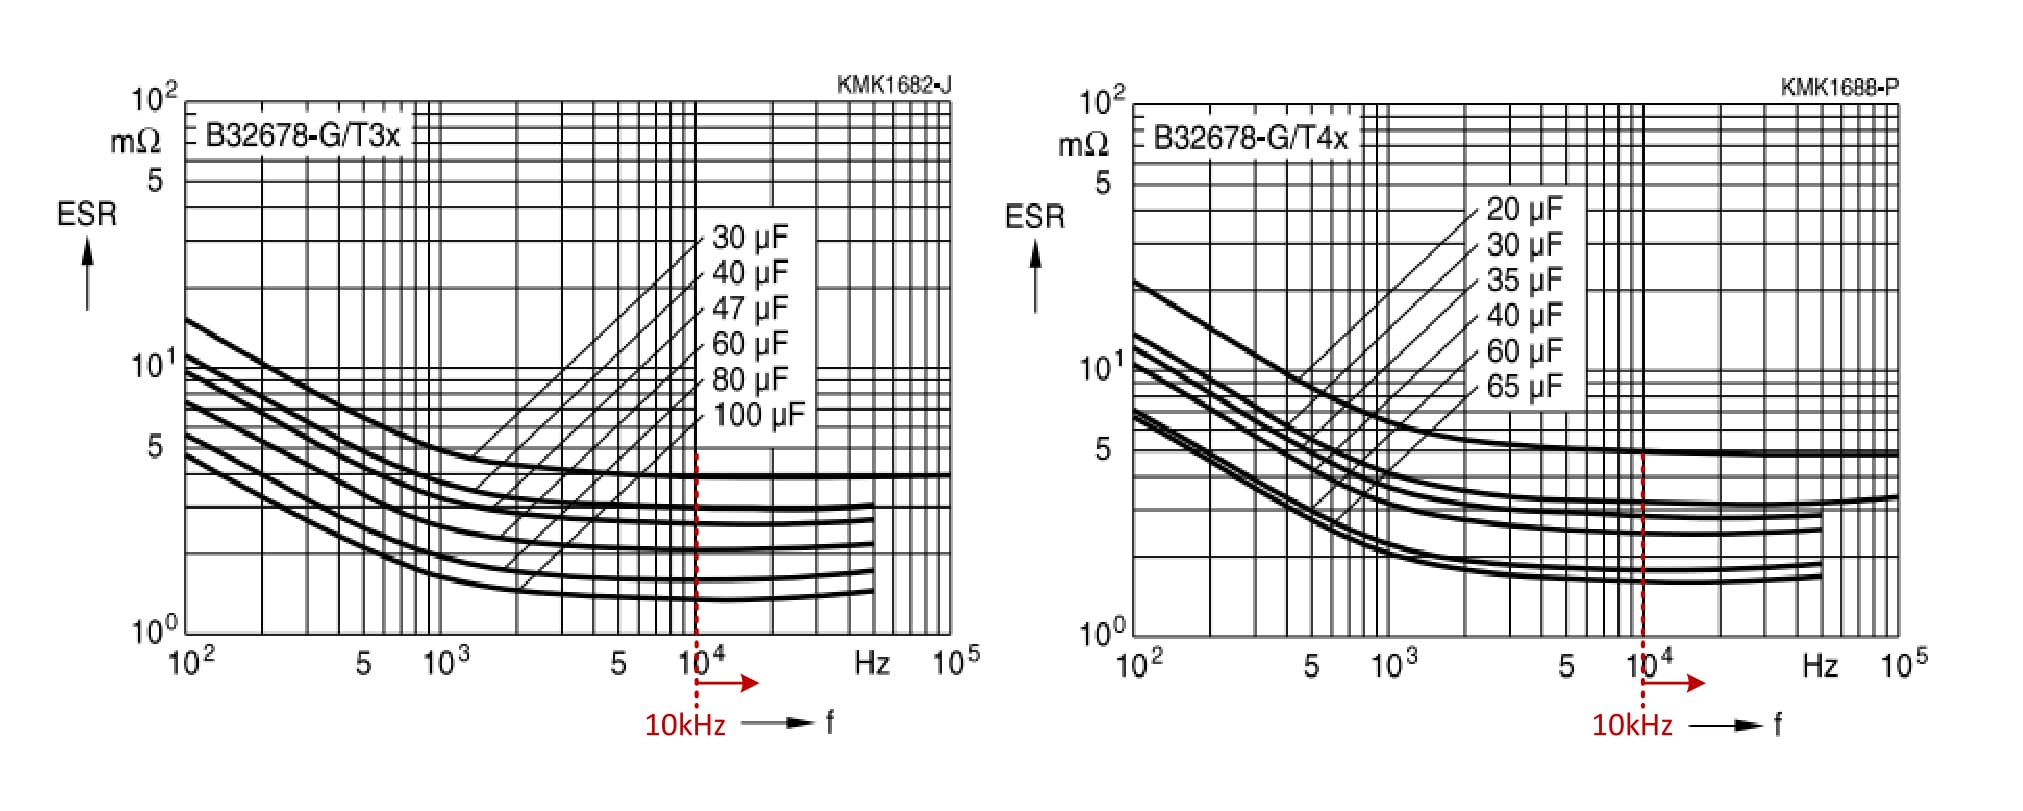 KMK1682-J
10²
mΩ
B32678-G/T3x
5
ESR
30 µF
40 µF
47 µF
60 µF
80 µF
100 µF
10¹
5
10⁰
10² 5 10³ 5 10⁴ Hz 10⁵
10kHz f
KMK1688-P
10²
mΩ
B32678-G/T4x
5
ESR
20 µF
30 µF
35 µF
40 µF
60 µF
65 µF
10¹
5
10⁰
10² 5 10³ 5 10⁴ Hz 10⁵
10kHz f